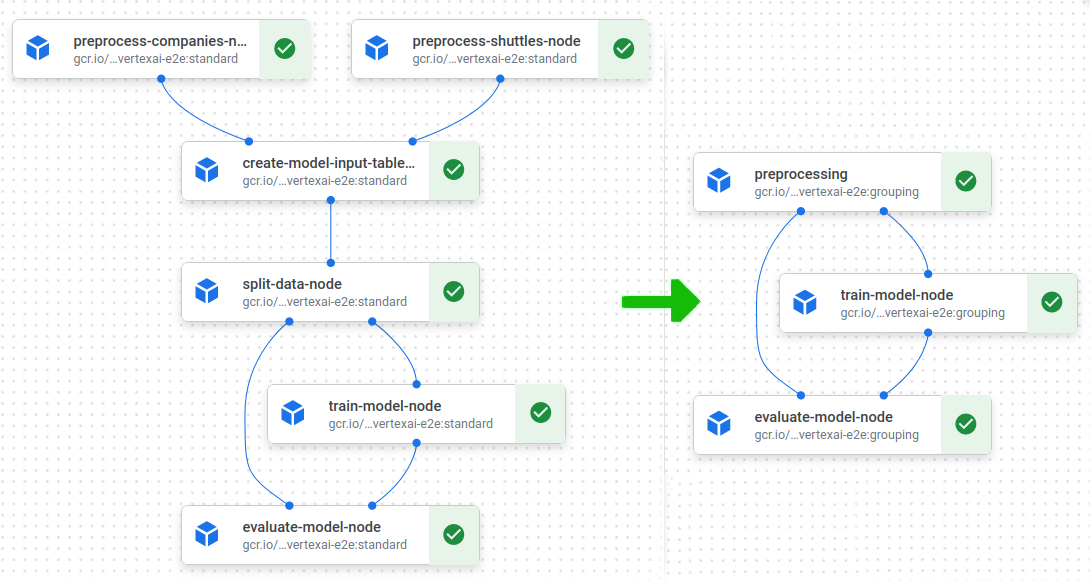 preprocess-companies-n...
gcr.io/...vertexai-e2e:standard
preprocess-shuttles-node
gcr.io/...vertexai-e2e:standard
create-model-input-table...
gcr.io/...vertexai-e2e:standard
split-data-node
gcr.io/...vertexai-e2e:standard
train-model-node
gcr.io/...vertexai-e2e:standard
evaluate-model-node
gcr.io/...vertexai-e2e:standard
preprocessing
gcr.io/...vertexai-e2e:grouping
train-model-node
gcr.io/...vertexai-e2e:grouping
evaluate-model-node
gcr.io/...vertexai-e2e:grouping